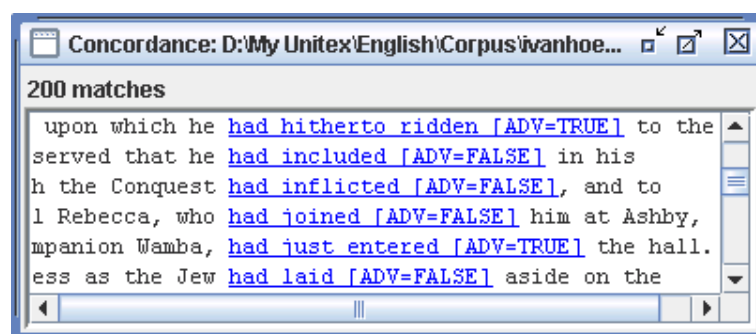 Concordance: D:\My Unitex\English\Corpus\ivanhoe...
200 matches
upon which he had hitherto ridden [ADV=TRUE] to the
served that he had included [ADV=FALSE] in his
h the Conquest had inflicted [ADV=FALSE], and to
l Rebecca, who had joined [ADV=FALSE] him at Ashby,
mpanion Wamba, had just entered [ADV=TRUE] the hall.
ess as the Jew had laid [ADV=FALSE] aside on the